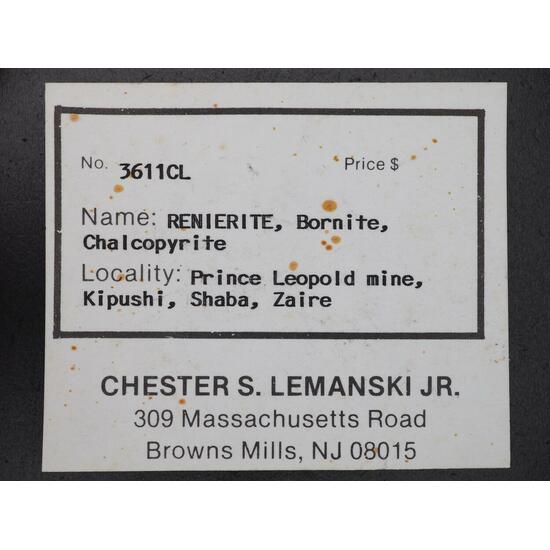 No. 3611CL Price $
Name: RENIERITE, Bornite,
Chalcopyrite
Locality: Prince Leopold mine,
Kipushi, Shaba, Zaire
CHESTER S. LEMANSKI JR.
309 Massachusetts Road
Browns Mills, NJ 08015